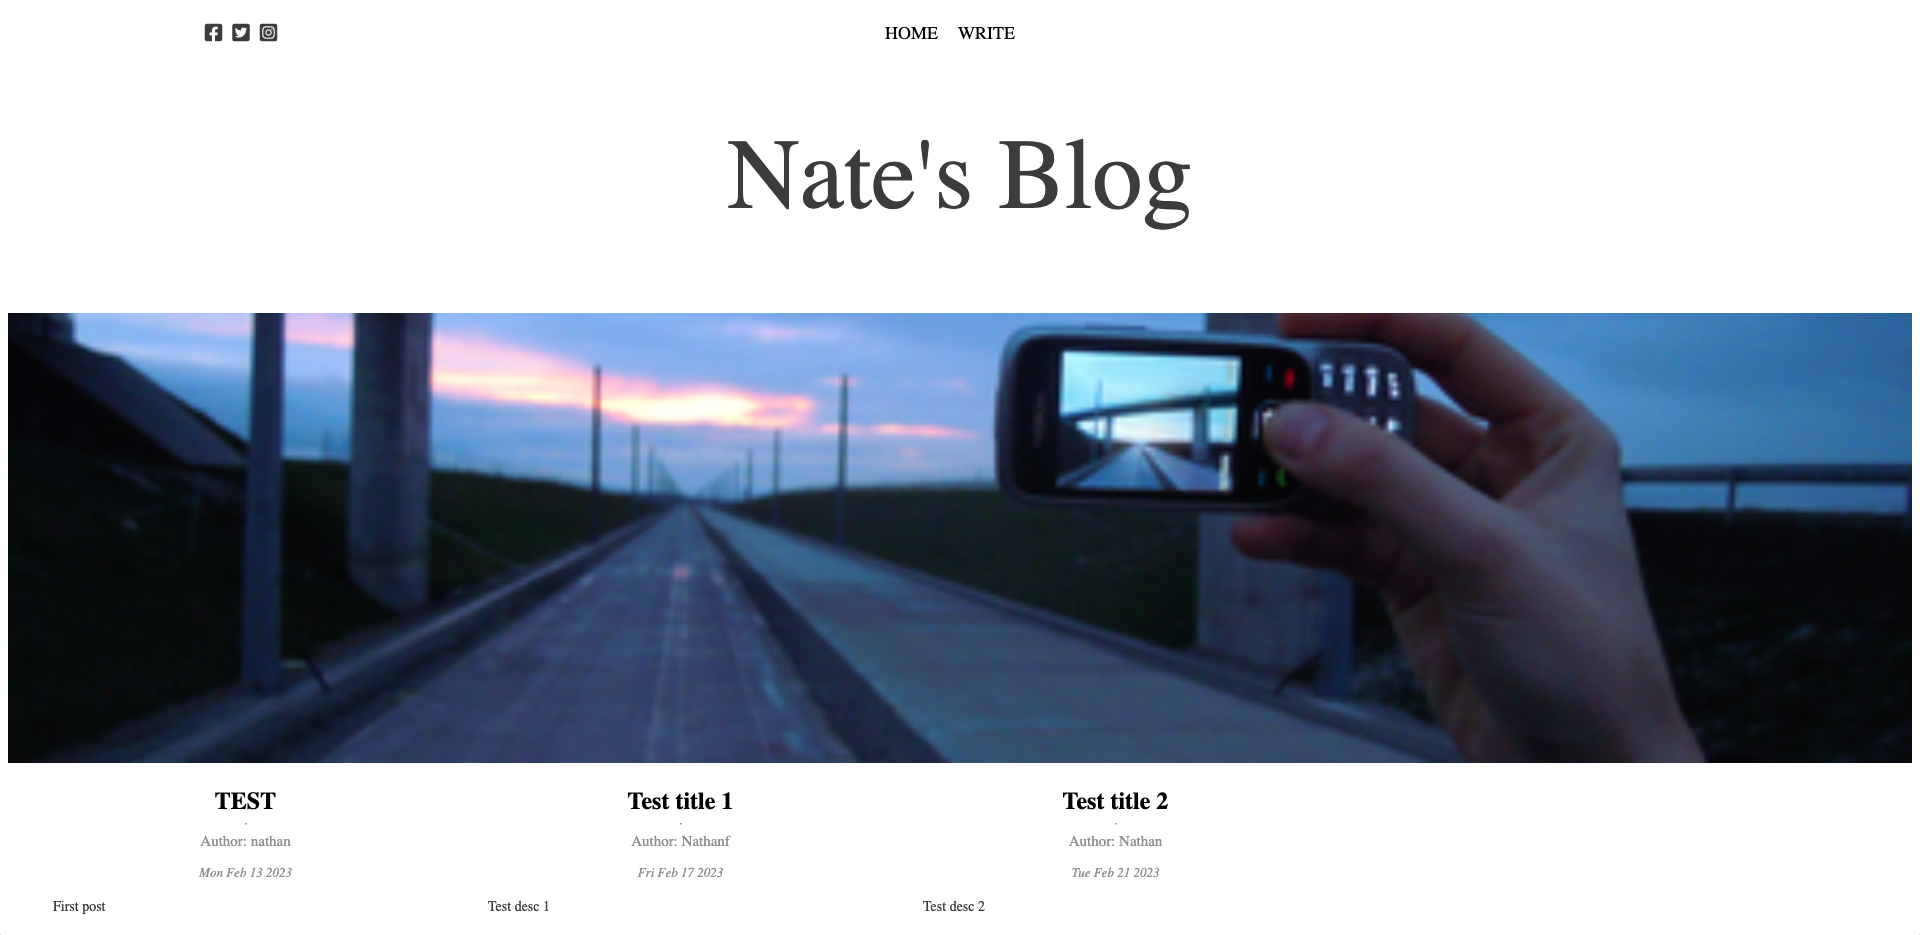 HOME WRITE
Nate's Blog
TEST
Author: nathan
Mon Feb 13 2023
First post
Test title 1
Author: Nathanf
Fri Feb 17 2023
Test desc 1
Test title 2
Author: Nathan
Tue Feb 21 2023
Test desc 2